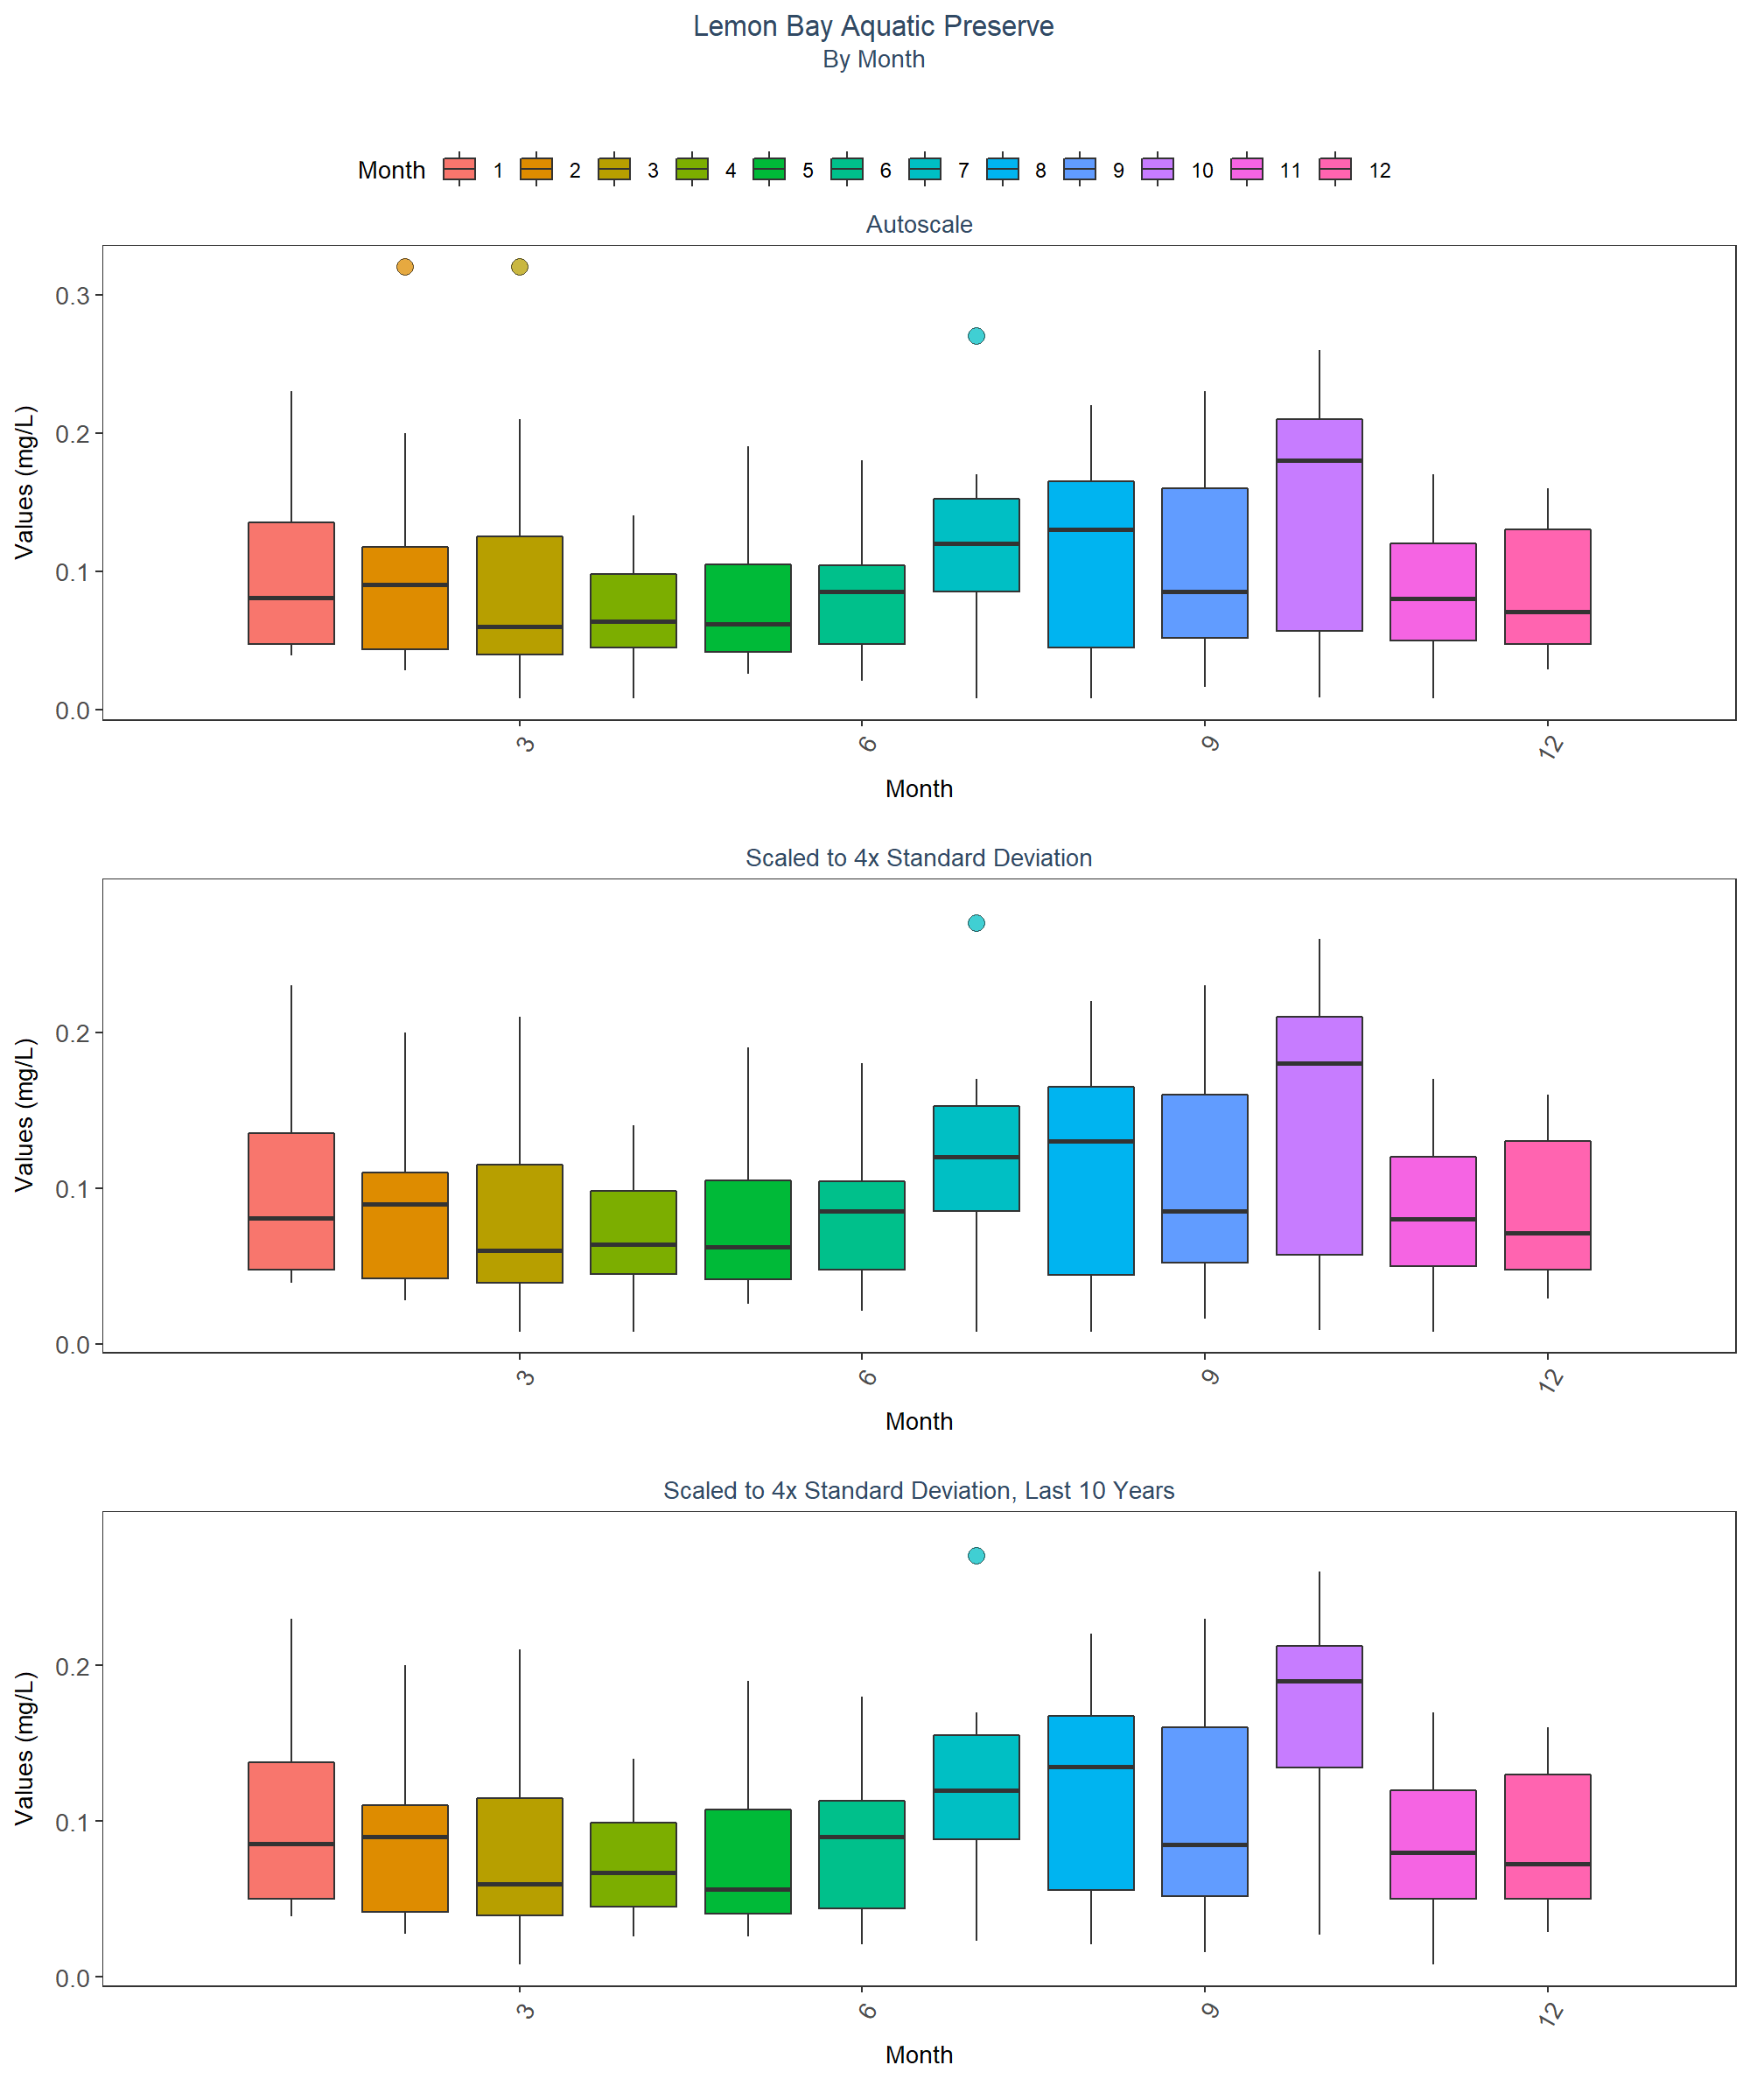 Lemon Bay Aquatic Preserve
By Month
Month 1 2 3 4 5 6 7 8 9 10 11 12
Autoscale
Values (mg/L)
0.3
0.2
0.1
0.0
3 6 9 12
Month
Scaled to 4x Standard Deviation
Values (mg/L)
0.2
0.1
0.0
3 6 9 12
Month
Scaled to 4x Standard Deviation, Last 10 Years
Values (mg/L)
0.2
0.1
0.0
3 6 9 12
Month